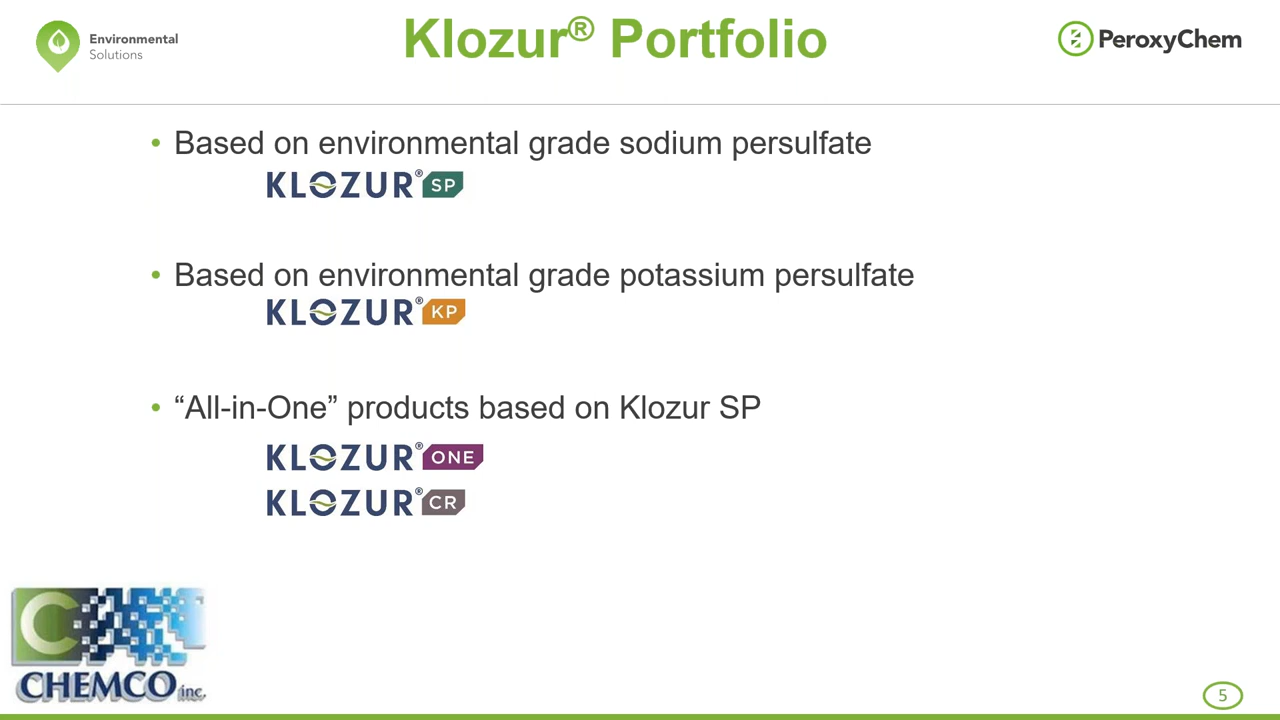 Environmental
Solutions
Klozur® Portfolio
PeroxyChem
• Based on environmental grade sodium persulfate
KLOZUR® SP
• Based on environmental grade potassium persulfate
KLOZUR® KP
• “All-in-One” products based on Klozur SP
KLOZUR® ONE
KLOZUR® CR
C
CHEMCO inc.
5